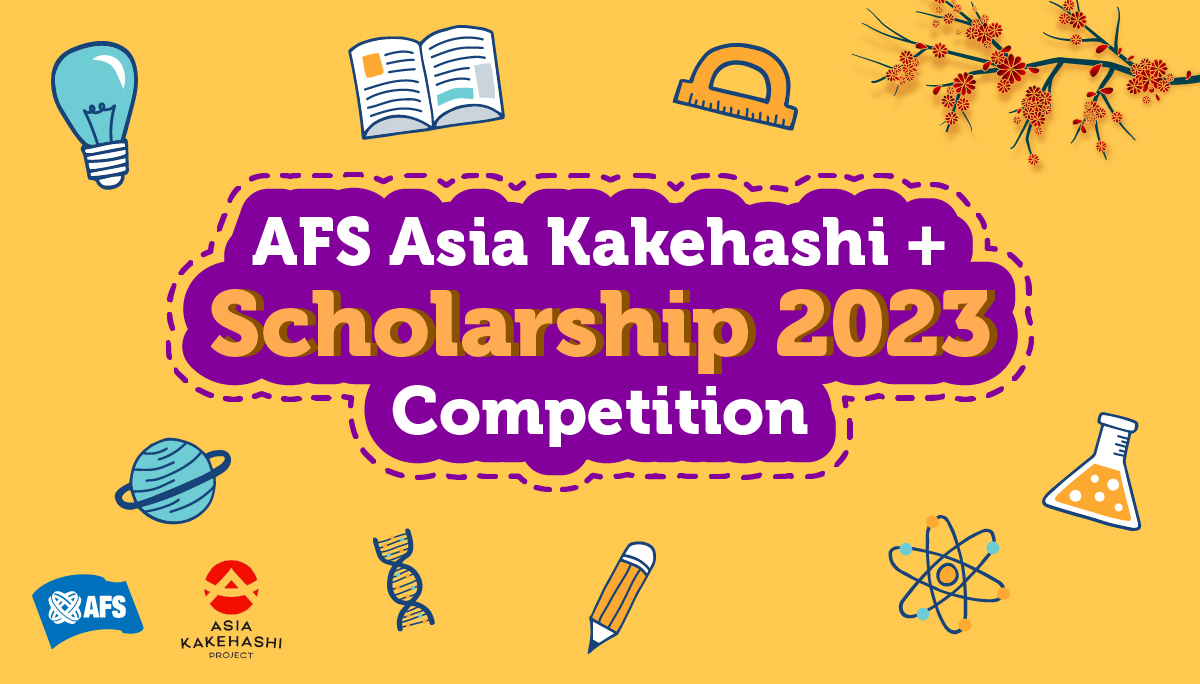 AFS Asia Kakehashi +
Scholarship 2023
Competition
AFS
ASIA
KAKEHASHI
PROJECT